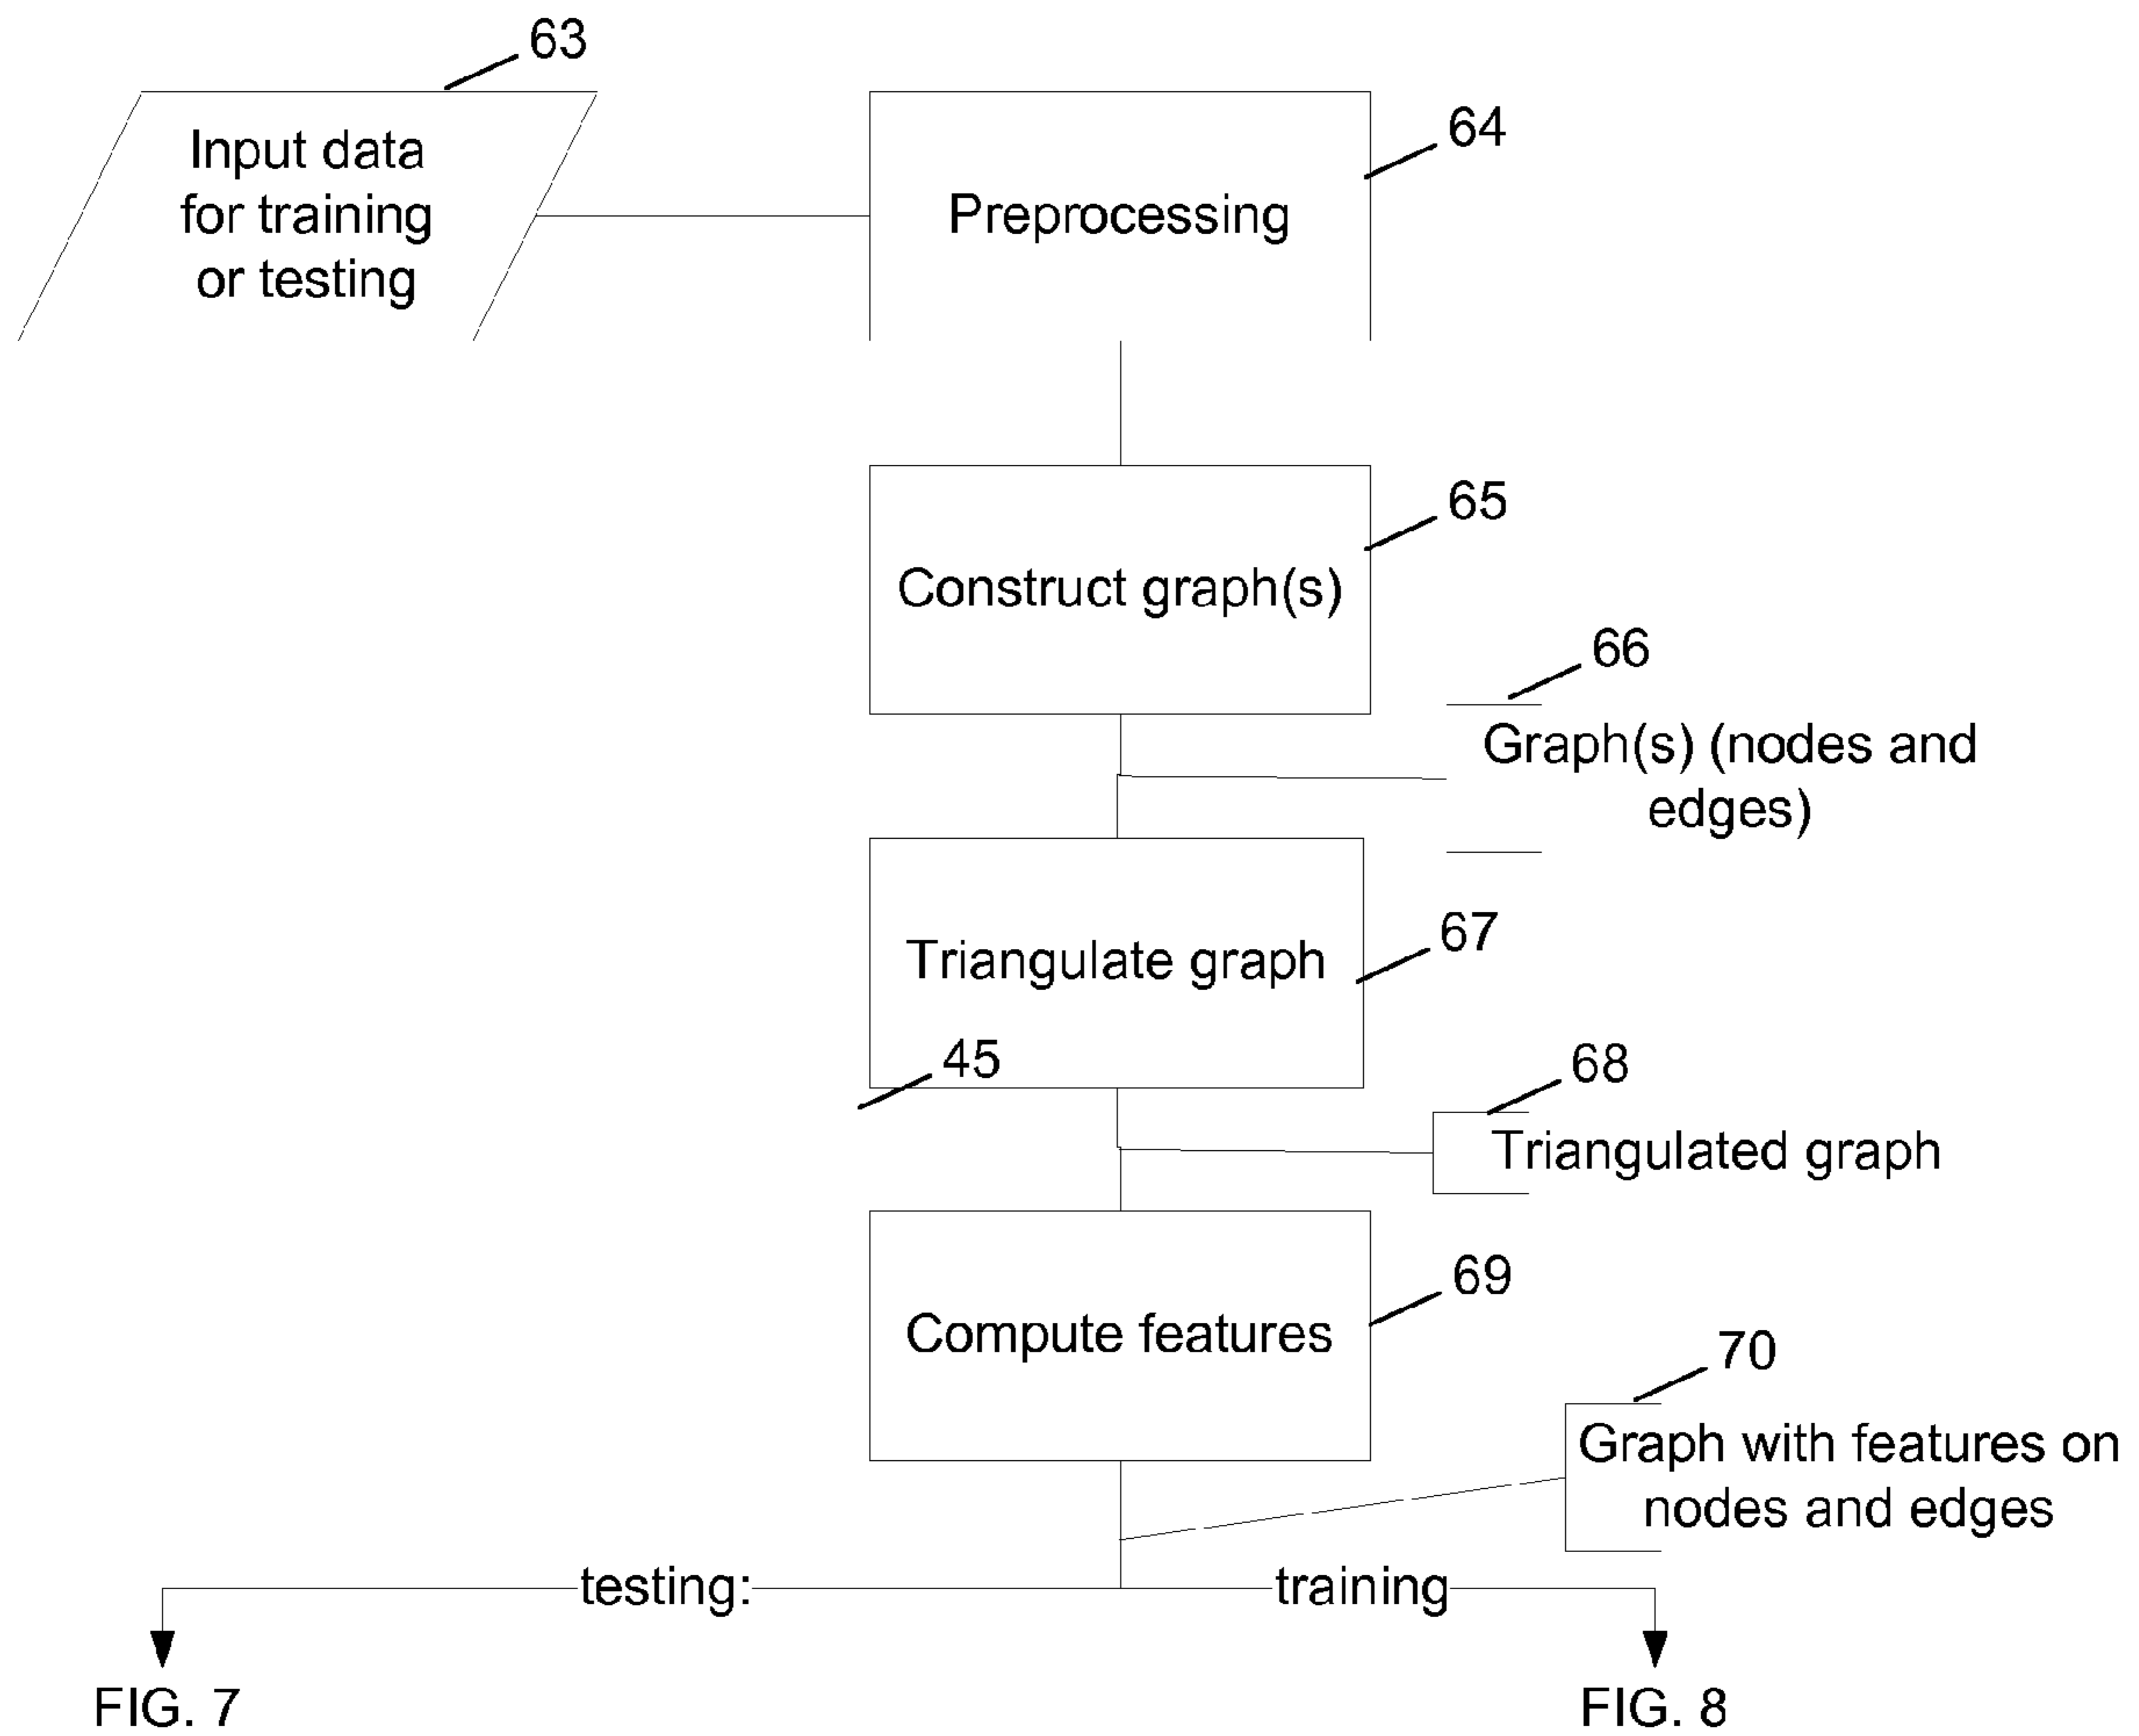 63
Input data
for training
or testing
64
Preprocessing
65
Construct graph(s)
66
Graph(s) (nodes and
edges)
67
Triangulate graph
45
68
Triangulated graph
69
Compute features
70
Graph with features on
nodes and edges
testing:
training
FIG. 7
FIG. 8